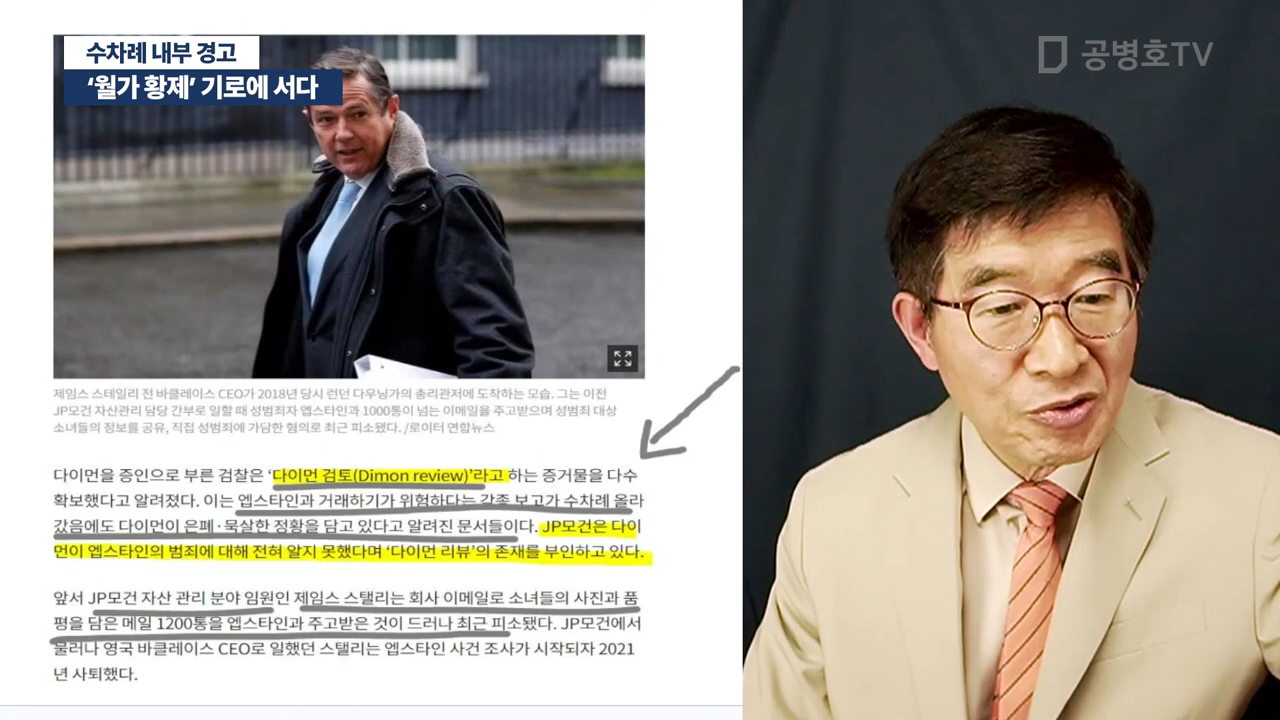 수차례 내부 경고
‘월가 황제’ 기로에 서다
공병호TV
제임스 스테일리 전 바클레이스 CEO가 2018년 당시 런던 다우닝가의 총리관저에 도착하는 모습. 그는 이전
JP모건 자산관리 담당 간부로 일할 때 성범죄자 엡스타인과 1000통이 넘는 이메일을 주고받으며 성범죄 대상
소녀들의 정보를 공유, 직접 성범죄에 가담한 혐의로 최근 피소됐다. /로이터 연합뉴스
다이먼을 증인으로 부른 검찰은 ‘다이먼 검토(Dimon review)’라고 하는 증거물을 다수
확보했다고 알려졌다. 이는 엡스타인과 거래하기가 위험하다는 각종 보고가 수차례 올라
갔음에도 다이먼이 은폐·묵살한 정황을 담고 있다고 알려진 문서들이다. JP모건은 다이
먼이 엡스타인의 범죄에 대해 전혀 알지 못했다며 ‘다이먼 리뷰’의 존재를 부인하고 있다.
앞서 JP모건 자산 관리 분야 임원인 제임스 스탤리는 회사 이메일로 소녀들의 사진과 품
평을 담은 메일 1200통을 엡스타인과 주고받은 것이 드러나 최근 피소됐다. JP모건에서
물러나 영국 바클레이스 CEO로 일했던 스탤리는 엡스타인 사건 조사가 시작되자 2021
년 사퇴했다.